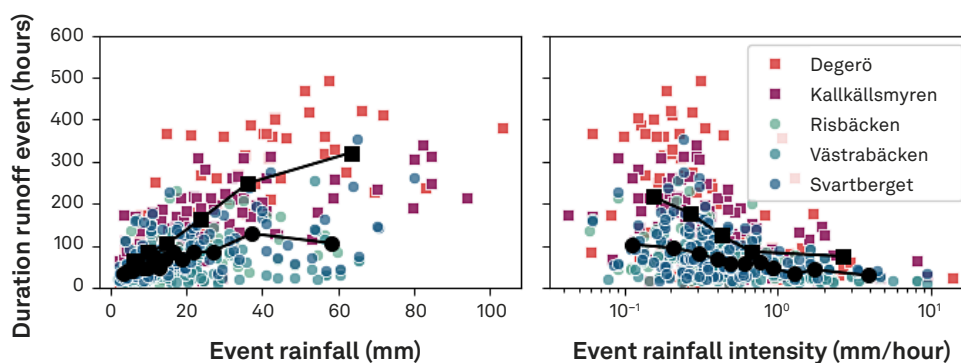 Duration runoff event (hours)
600
500
400
300
200
100
0
0 20 40 60 80 100
Event rainfall (mm)
10⁻¹ 10⁰ 10¹
Event rainfall intensity (mm/hour)
Degerö
Kallkällsmyren
Risbäcken
Västrabäcken
Svartberget